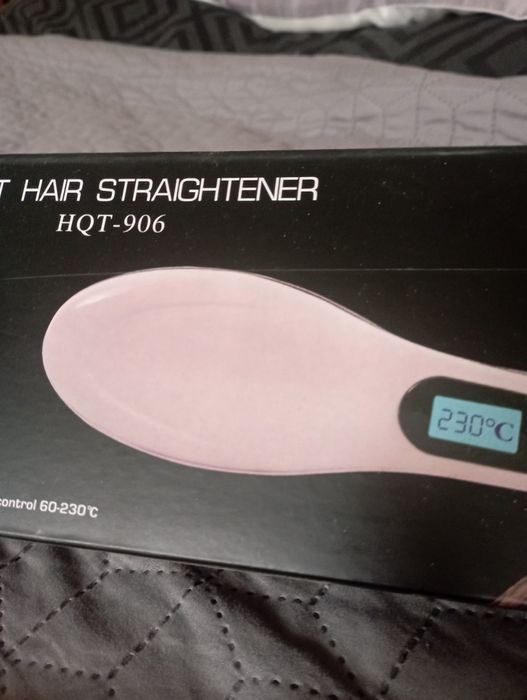 T HAIR STRAIGHTENER
HQT-906
230°C
control 60-230℃